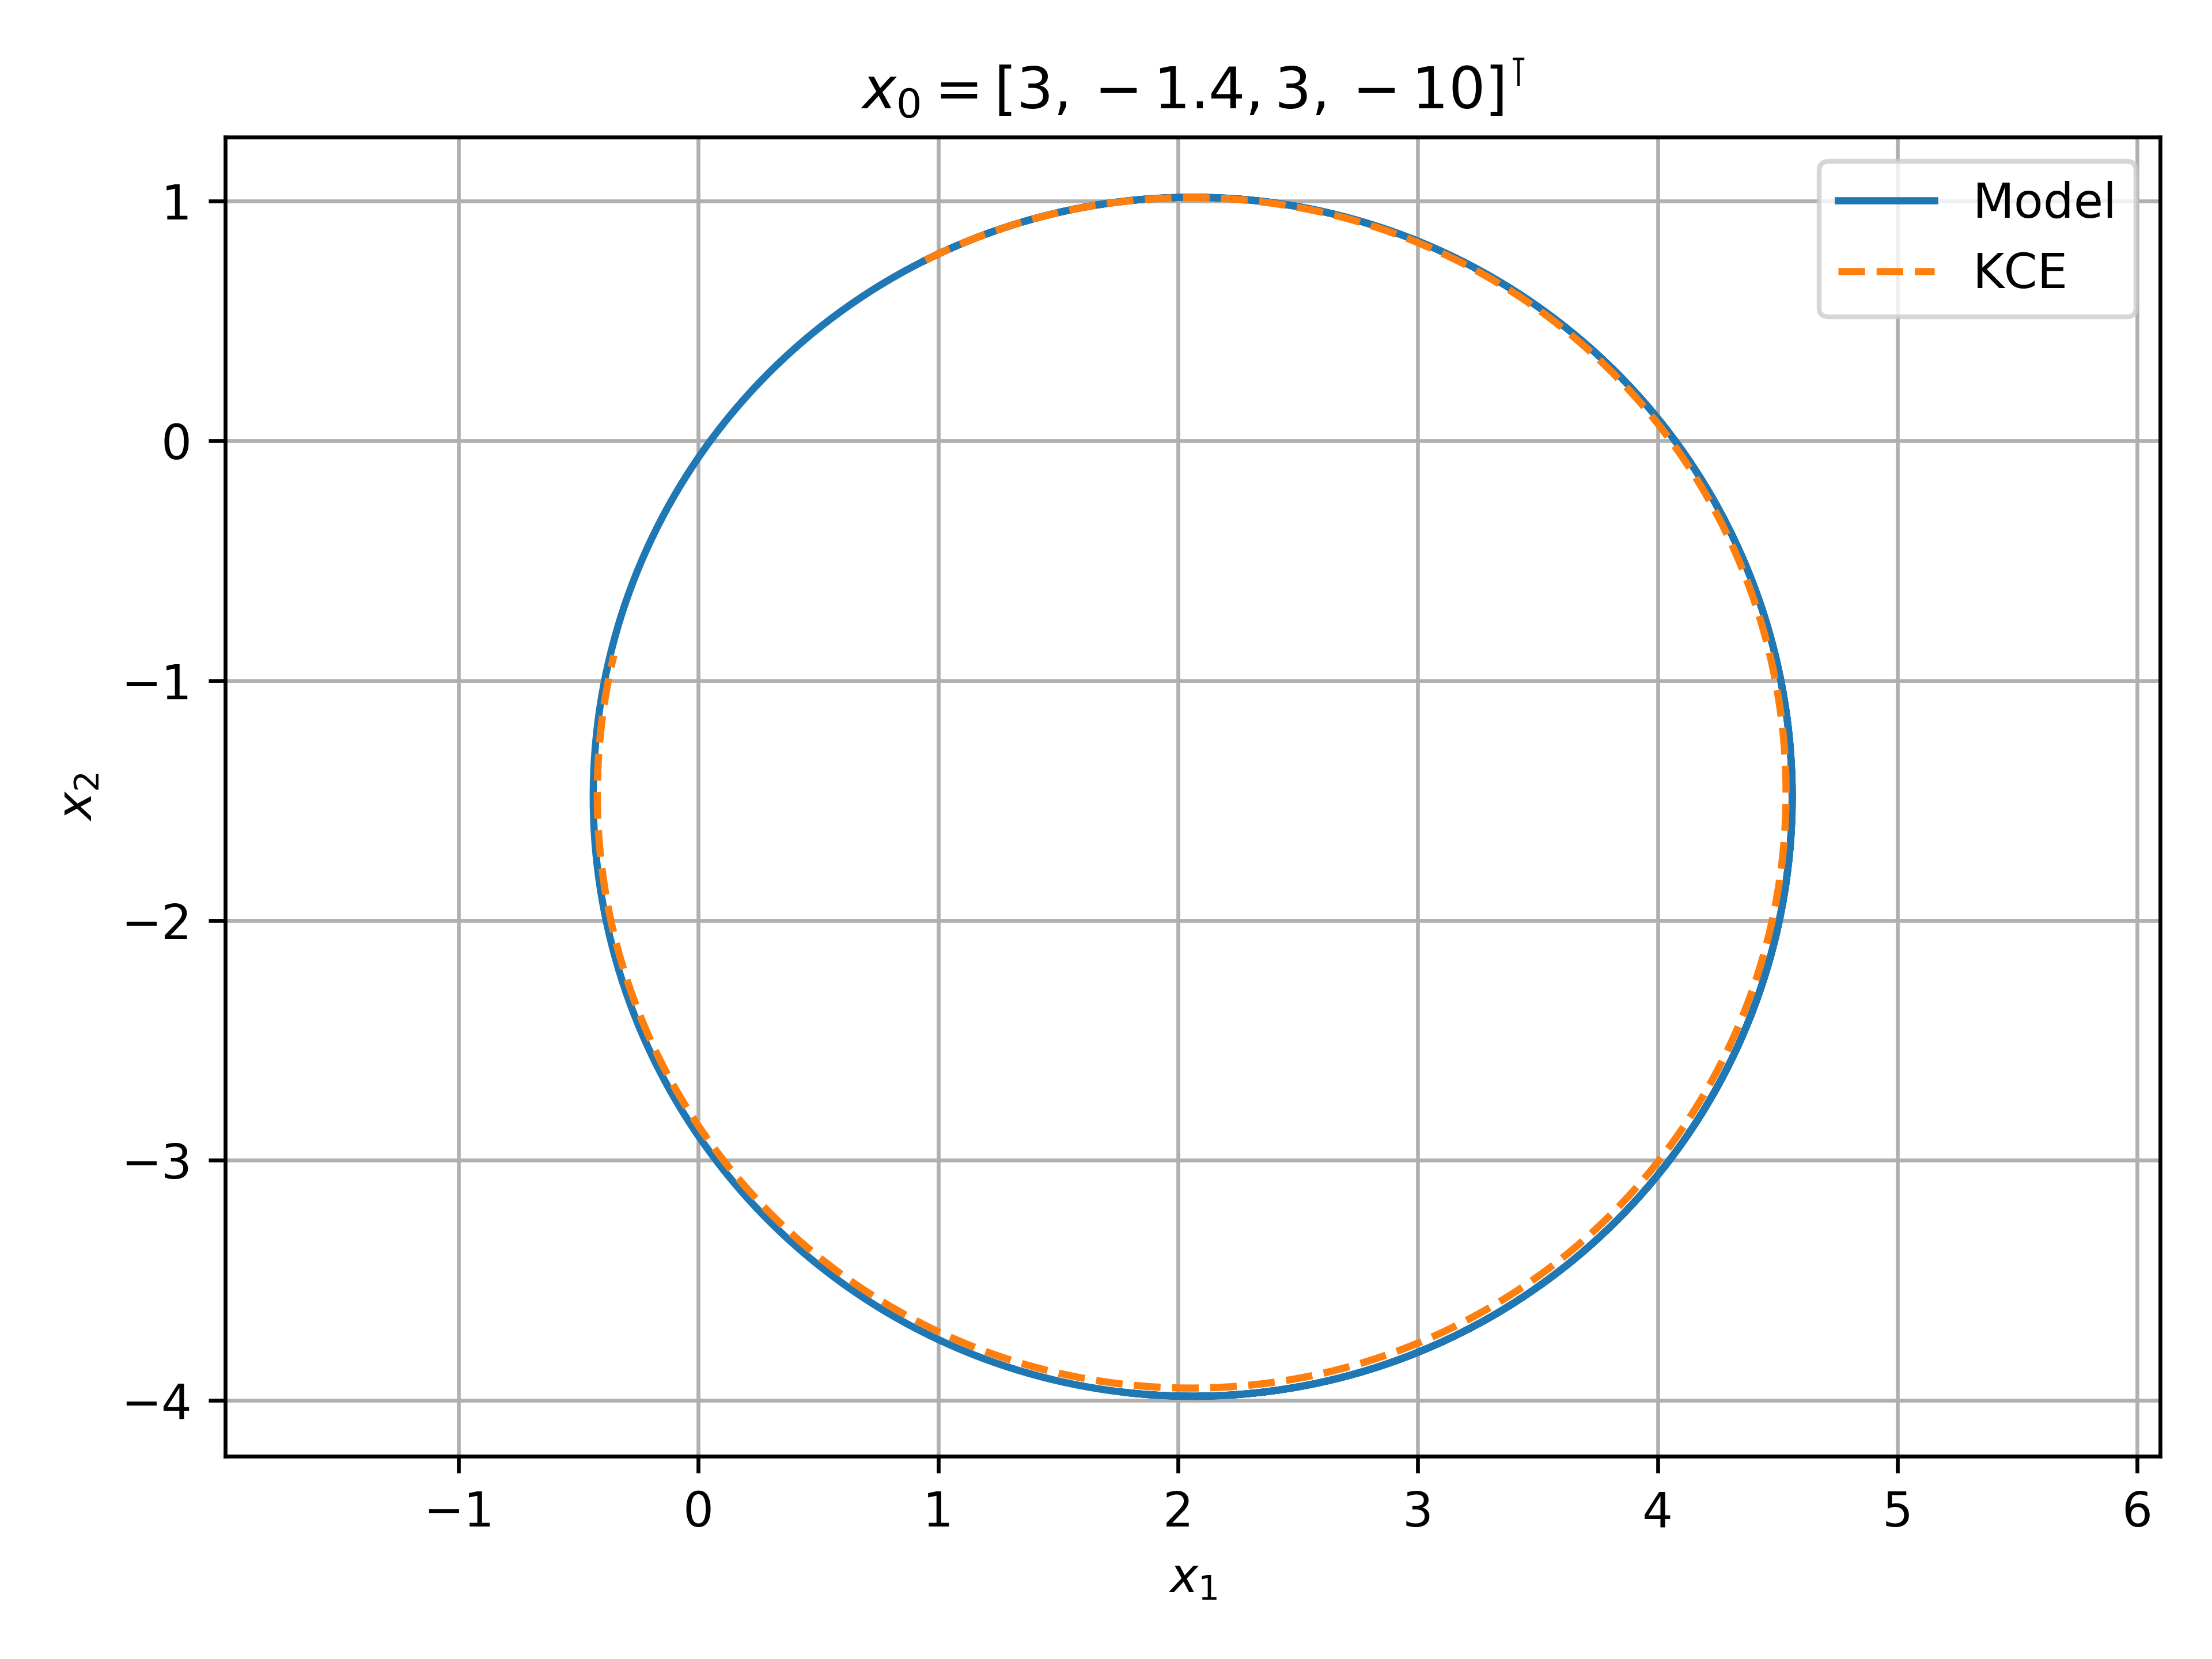 x₀ = [3, −1.4, 3, −10]⊺
Model
KCE
1
0
−1
−2
−3
−4
x₂
−1 0 1 2 3 4 5 6
x₁